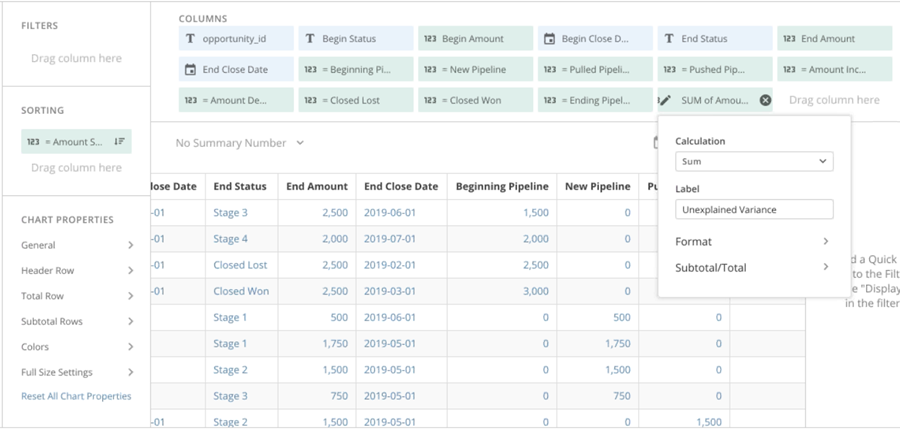 FILTERS
Drag column here
SORTING
123 = Amount S...
Drag column here
CHART PROPERTIES
General
Header Row
Total Row
Subtotal Rows
Colors
Full Size Settings
Reset All Chart Properties
COLUMNS
T opportunity_id T Begin Status 123 Begin Amount Begin Close D... T End Status 123 End Amount
End Close Date 123 = Beginning Pi... 123 = New Pipeline 123 = Pulled Pipeli... 123 = Pushed Pip... 123 = Amount Inc...
123 = Amount De... 123 = Closed Lost 123 = Closed Won 123 = Ending Pipel... SUM of Amou... Drag column here
No Summary Number
Calculation
Sum
Label
Unexplained Variance
Format
Subtotal/Total
lose Date End Status End Amount End Close Date Beginning Pipeline New Pipeline Pu
-01 Stage 3 2,500 2019-06-01 1,500 0
-01 Stage 4 2,000 2019-07-01 2,000 0
-01 Closed Lost 2,500 2019-02-01 2,500 0
-01 Closed Won 2,500 2019-03-01 3,000 0
Stage 1 500 2019-06-01 0 500 0
Stage 1 1,750 2019-05-01 0 1,750 0
Stage 2 1,500 2019-05-01 0 1,500 0
Stage 3 750 2019-05-01 0 750 0
-01 Stage 2 1,500 2019-05-01 0 0 1,500
d a Quick
to the Filt
e "Display
in the filter